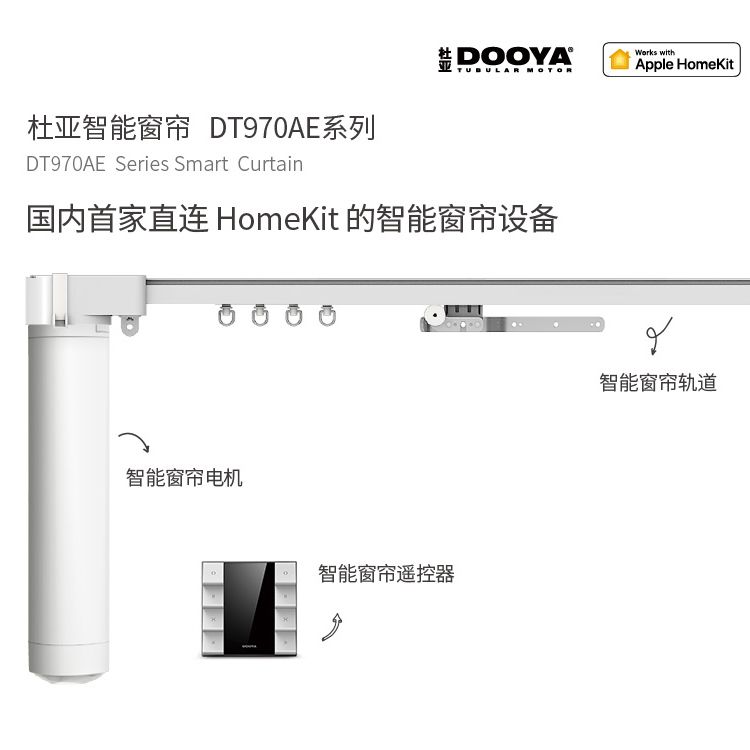 杜亚 DOOYA®
TUBULAR MOTOR
Works with
Apple HomeKit
杜亚智能窗帘 DT970AE系列
DT970AE Series Smart Curtain
国内首家直连 HomeKit 的智能窗帘设备
智能窗帘轨道
智能窗帘电机
智能窗帘遥控器
DOOYA